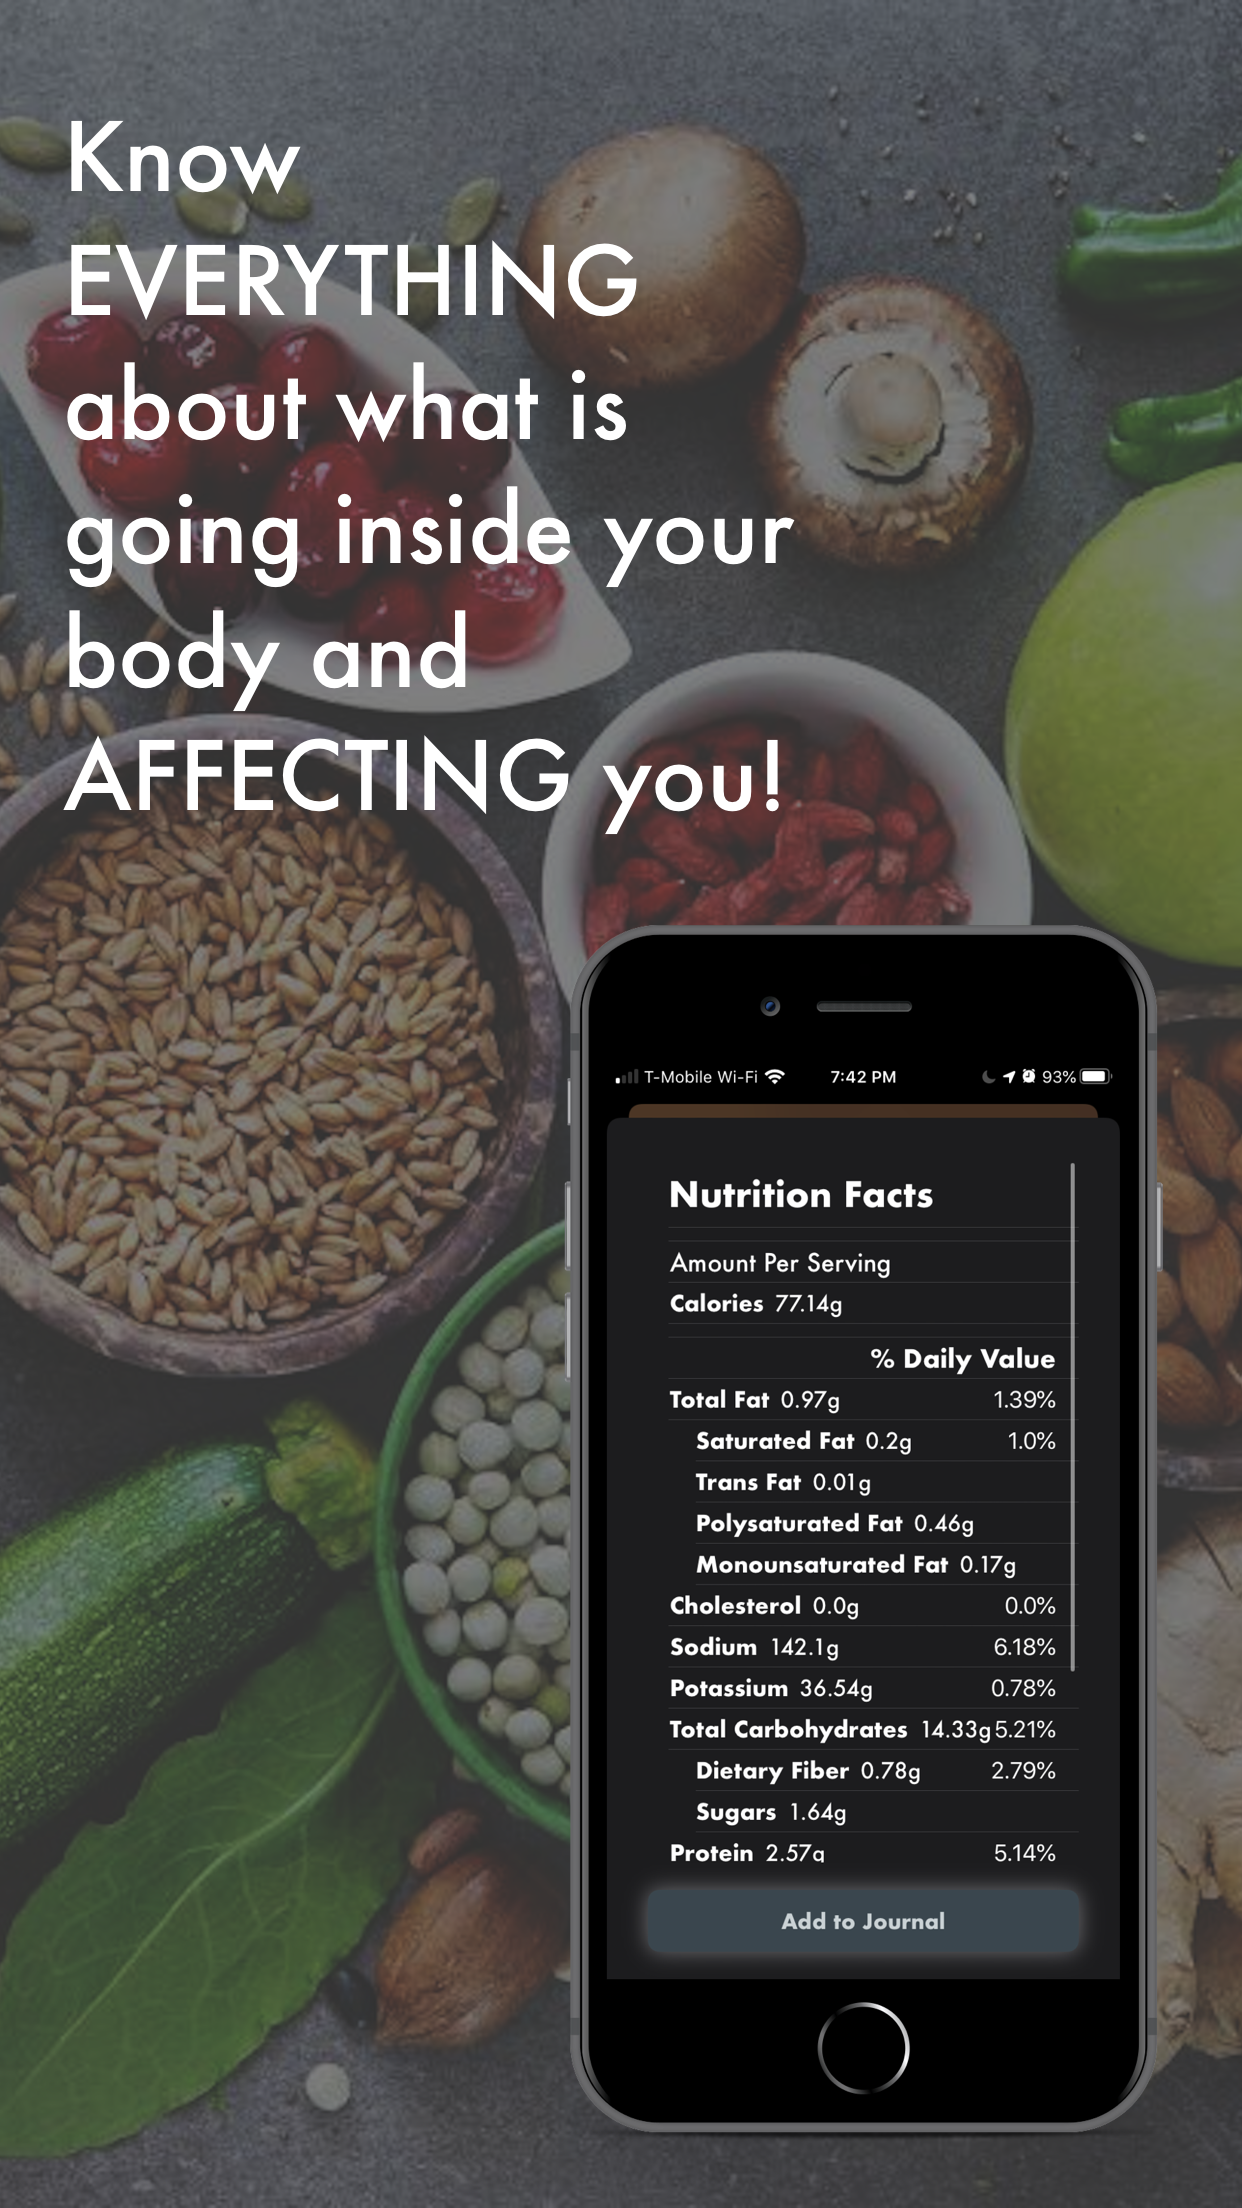 Know
EVERYTHING
about what is
going inside your
body and
AFFECTING you!
T-Mobile Wi-Fi 7:42 PM 93%
Nutrition Facts
Amount Per Serving
Calories 77.14g
% Daily Value
Total Fat 0.97g 1.39%
Saturated Fat 0.2g 1.0%
Trans Fat 0.01g
Polysaturated Fat 0.46g
Monounsaturated Fat 0.17g
Cholesterol 0.0g 0.0%
Sodium 142.1g 6.18%
Potassium 36.54g 0.78%
Total Carbohydrates 14.33g 5.21%
Dietary Fiber 0.78g 2.79%
Sugars 1.64g
Protein 2.57g 5.14%
Add to Journal